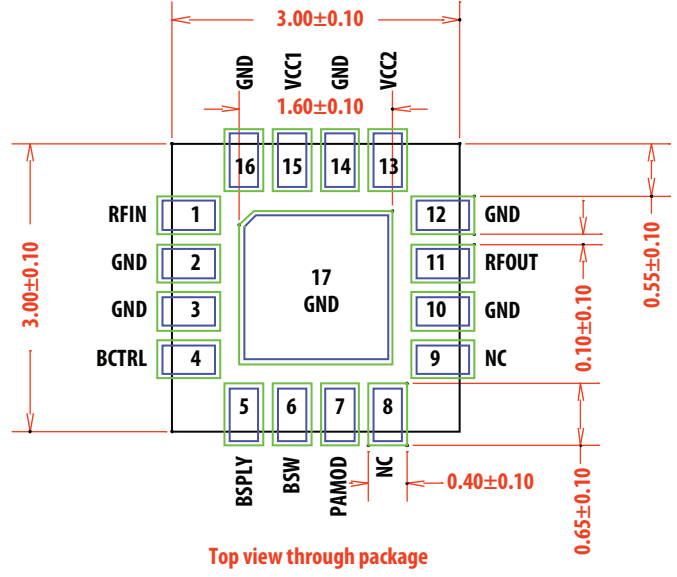 3.00±0.10
GND
VCC1
GND
VCC2
1.60±0.10
16
15
14
13
RFIN
1
12
GND
GND
2
11
RFOUT
17
GND
GND
3
10
GND
BCTRL
4
9
NC
3.00±0.10
0.55±0.10
0.10±0.10
5
6
7
8
BSPLY
BSW
PAMOD
NC
0.40±0.10
0.65±0.10
Top view through package